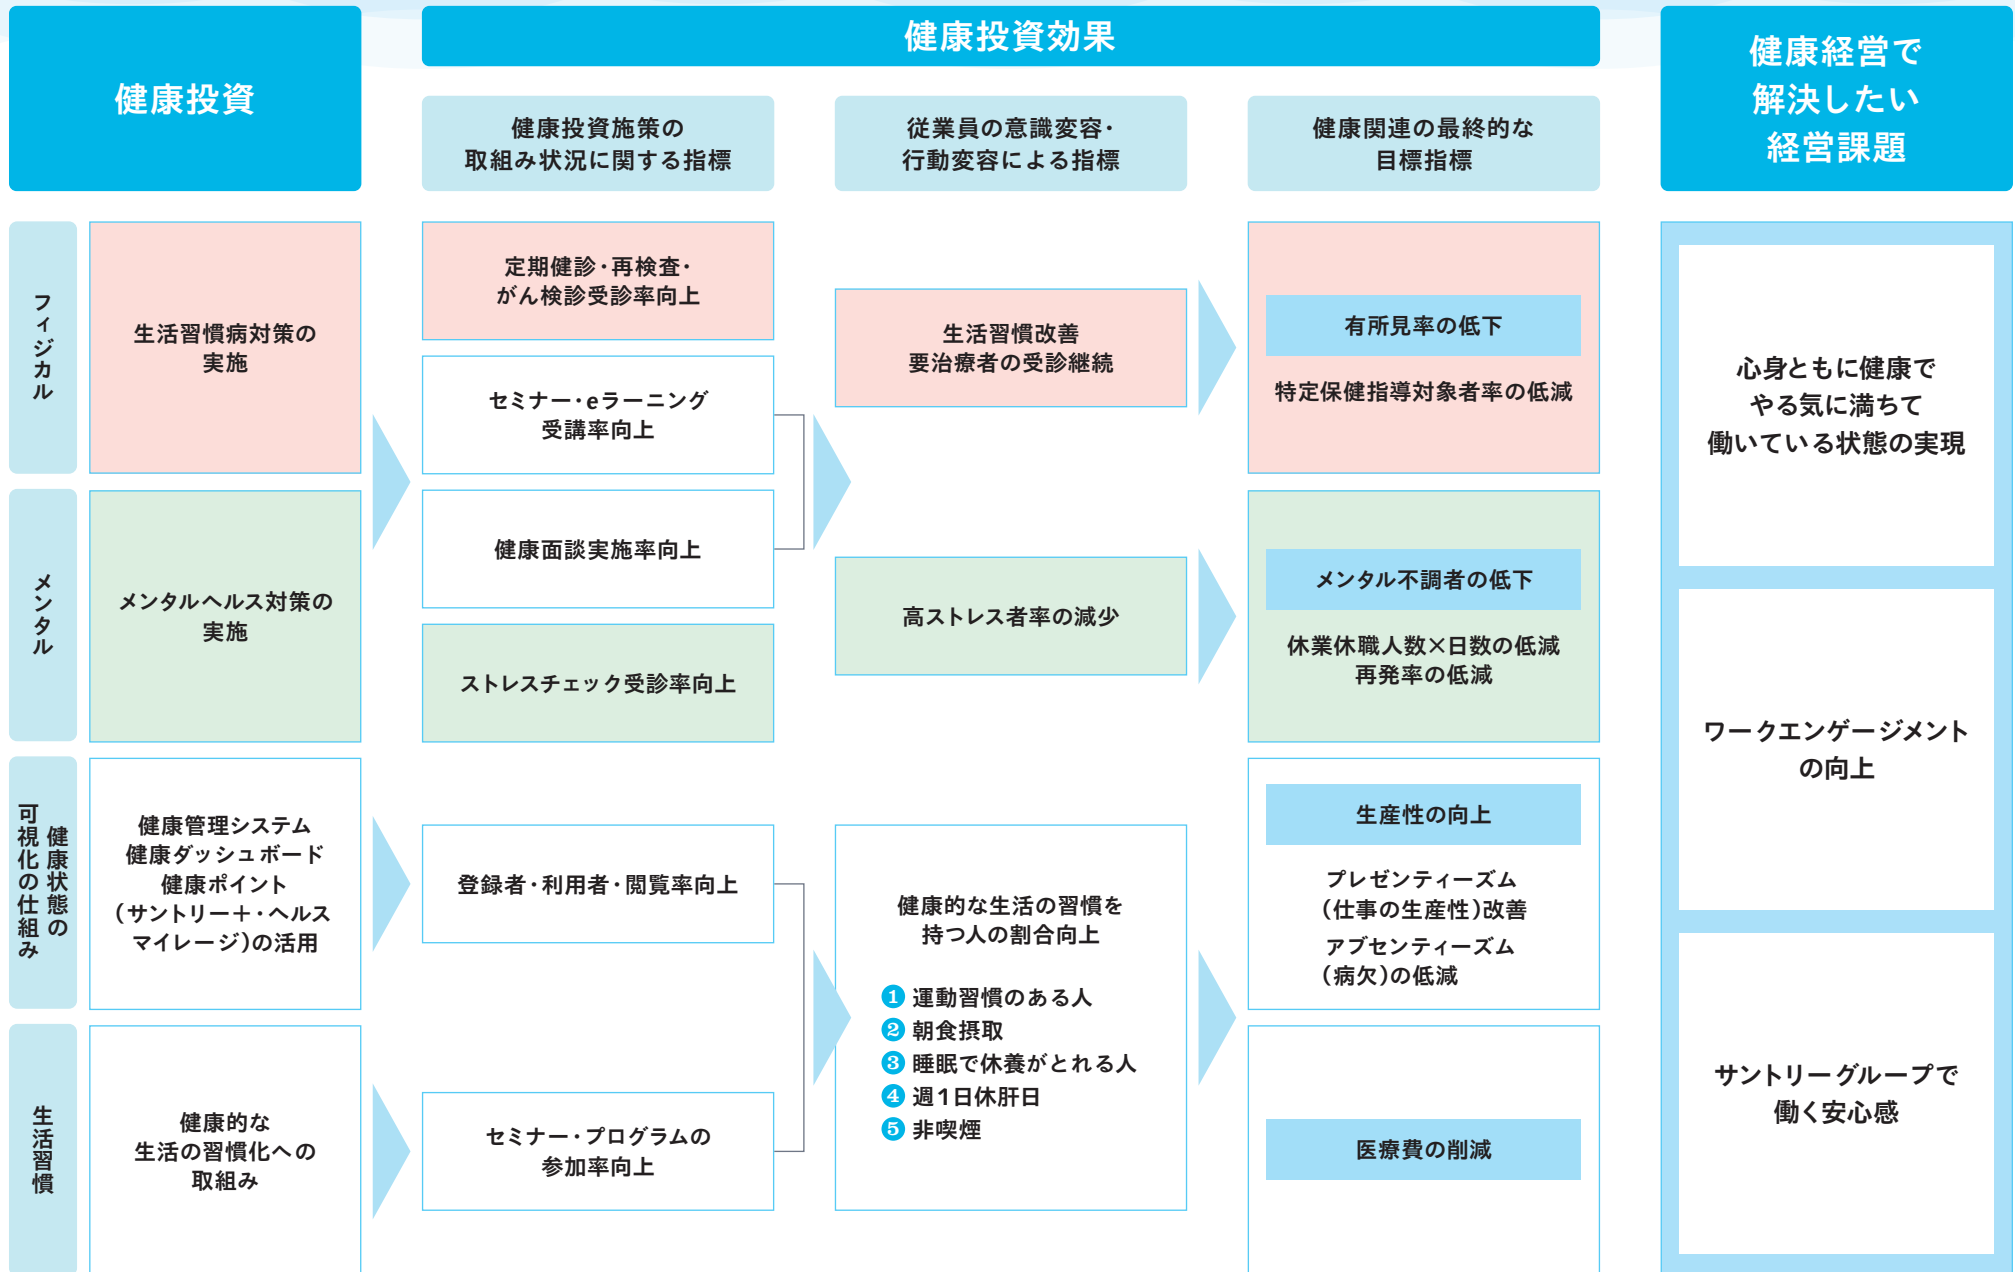 健康投資
健康投資効果
健康経営で
解決したい
経営課題
健康投資施策の
取組み状況に関する指標
従業員の意識変容・
行動変容による指標
健康関連の最終的な
目標指標
フィジカル
生活習慣病対策の
実施
定期健診・再検査・
がん検診受診率向上
セミナー・eラーニング
受講率向上
生活習慣改善
要治療者の受診継続
有所見率の低下
特定保健指導対象者率の低減
メンタル
メンタルヘルス対策の
実施
健康面談実施率向上
ストレスチェック受診率向上
高ストレス者率の減少
メンタル不調者の低下
休業休職人数×日数の低減
再発率の低減
健康状態の
可視化の仕組み
健康管理システム
健康ダッシュボード
健康ポイント
（サントリー＋・ヘルス
マイレージ）の活用
登録者・利用者・閲覧率向上
健康的な生活の習慣を
持つ人の割合向上
❶ 運動習慣のある人
❷ 朝食摂取
❸ 睡眠で休養がとれる人
❹ 週1日休肝日
❺ 非喫煙
生産性の向上
プレゼンティーズム
（仕事の生産性）改善
アブセンティーズム
（病欠）の低減
生活習慣
健康的な
生活の習慣化への
取組み
セミナー・プログラムの
参加率向上
医療費の削減
心身ともに健康で
やる気に満ちて
働いている状態の実現
ワークエンゲージメント
の向上
サントリーグループで
働く安心感